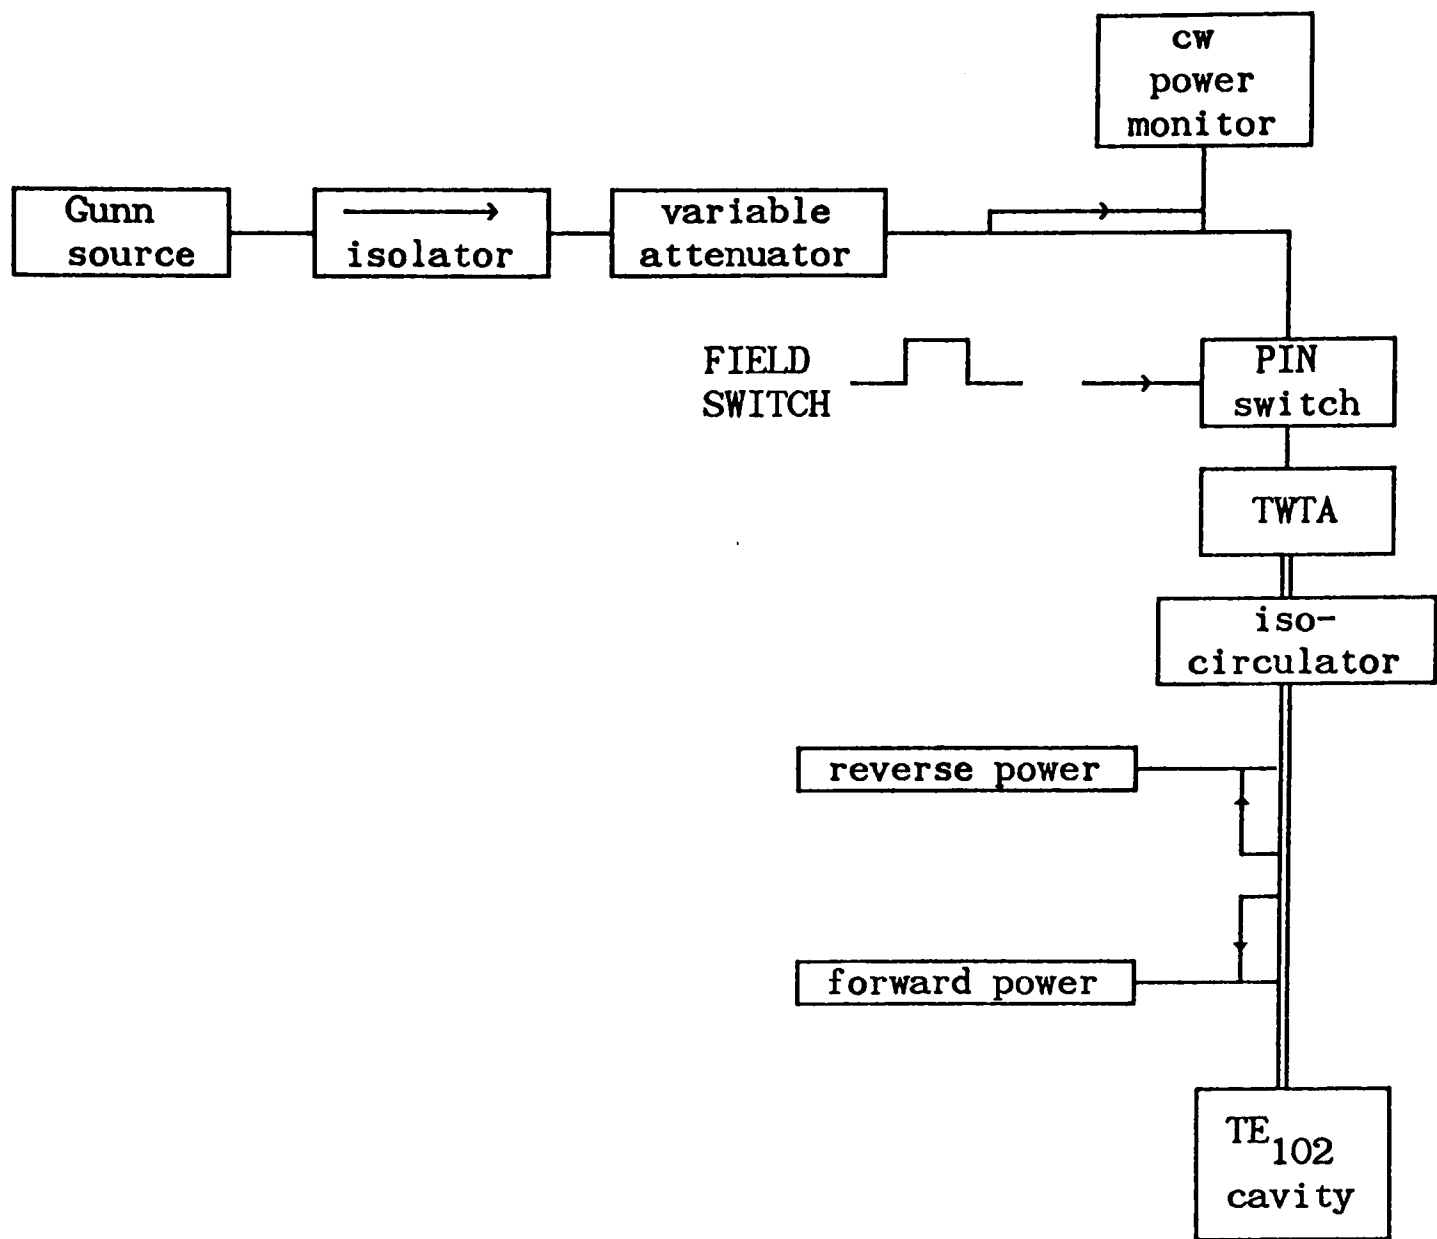 cw
power
monitor
Gunn
source
isolator
variable
attenuator
FIELD
SWITCH
PIN
switch
TWTA
iso-
circulator
reverse power
forward power
TE102
cavity